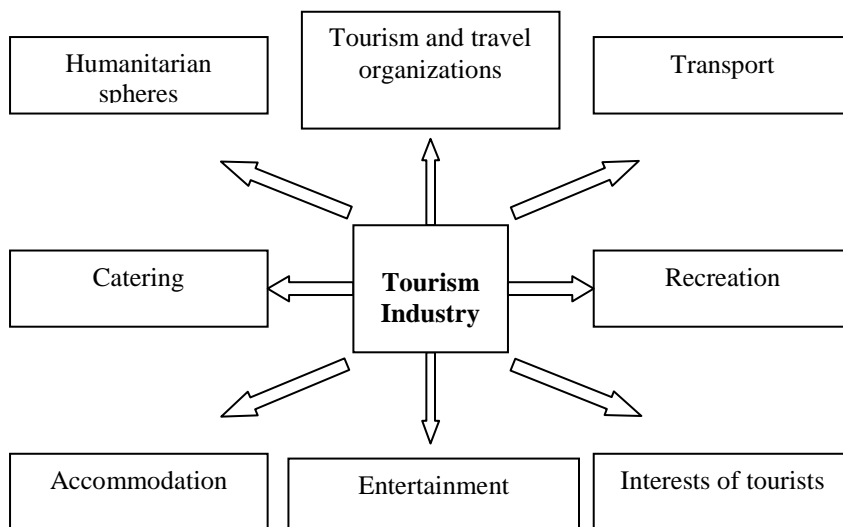 Humanitarian
spheres
Tourism and travel
organizations
Transport
Catering
Tourism
Industry
Recreation
Accommodation
Entertainment
Interests of tourists